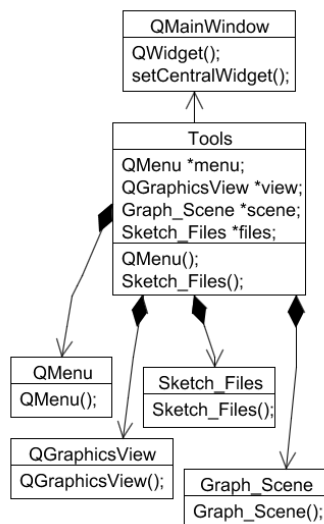 QMainWindow
QWidget();
setCentralWidget();
Tools
QMenu *menu;
QGraphicsView *view;
Graph_Scene *scene;
Sketch_Files *files;
QMenu();
Sketch_Files();
QMenu
QMenu();
Sketch_Files
Sketch_Files();
QGraphicsView
QGraphicsView();
Graph_Scene
Graph_Scene();